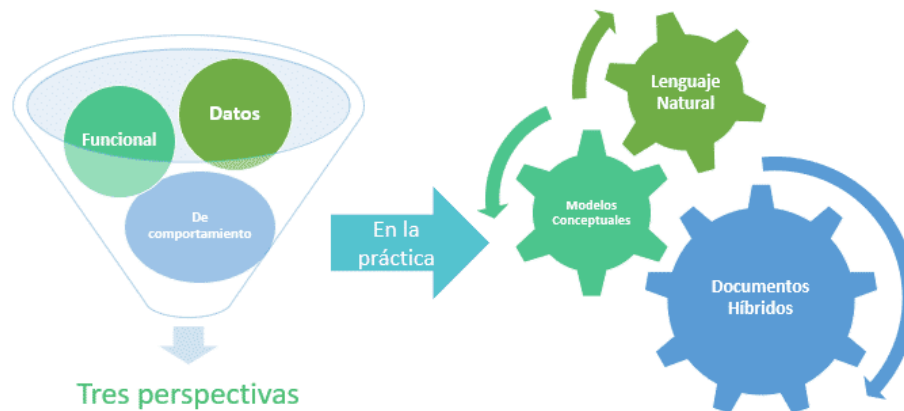 Funcional
Datos
De
comportamiento
Tres perspectivas
En la
práctica
Lenguaje
Natural
Modelos
Conceptuales
Documentos
Híbridos